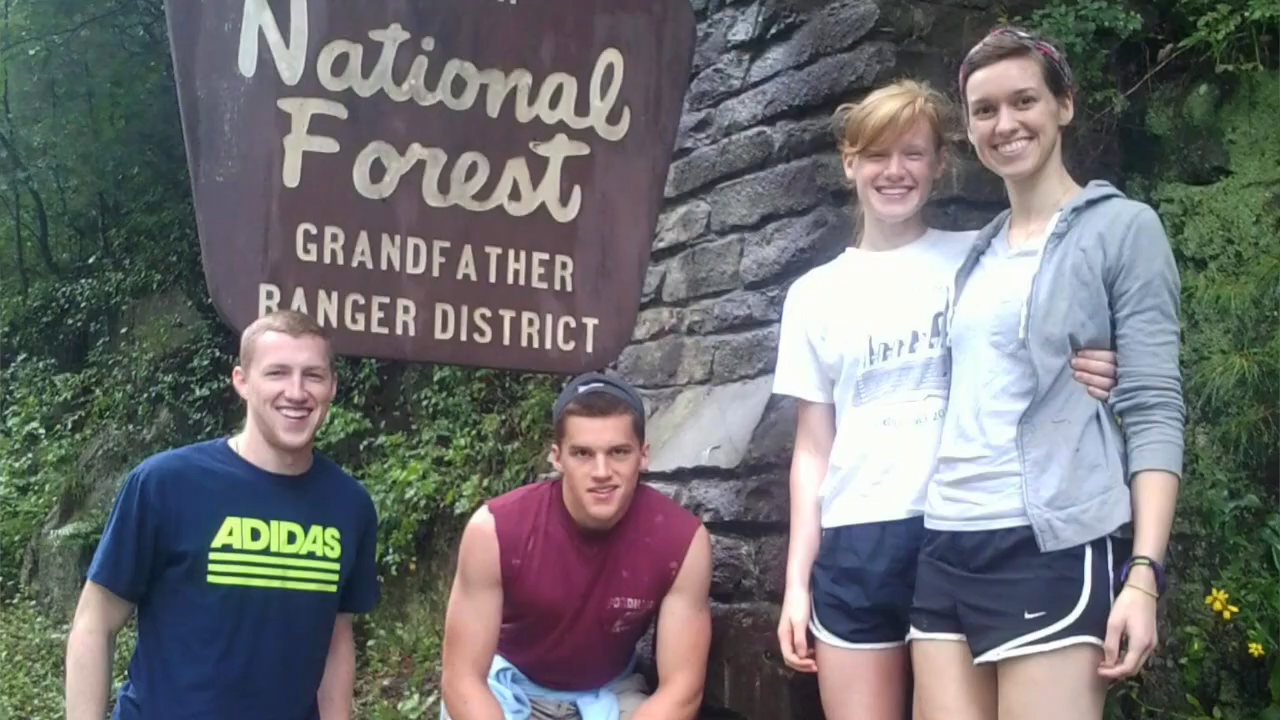 National
Forest
GRANDFATHER
RANGER DISTRICT
ADIDAS